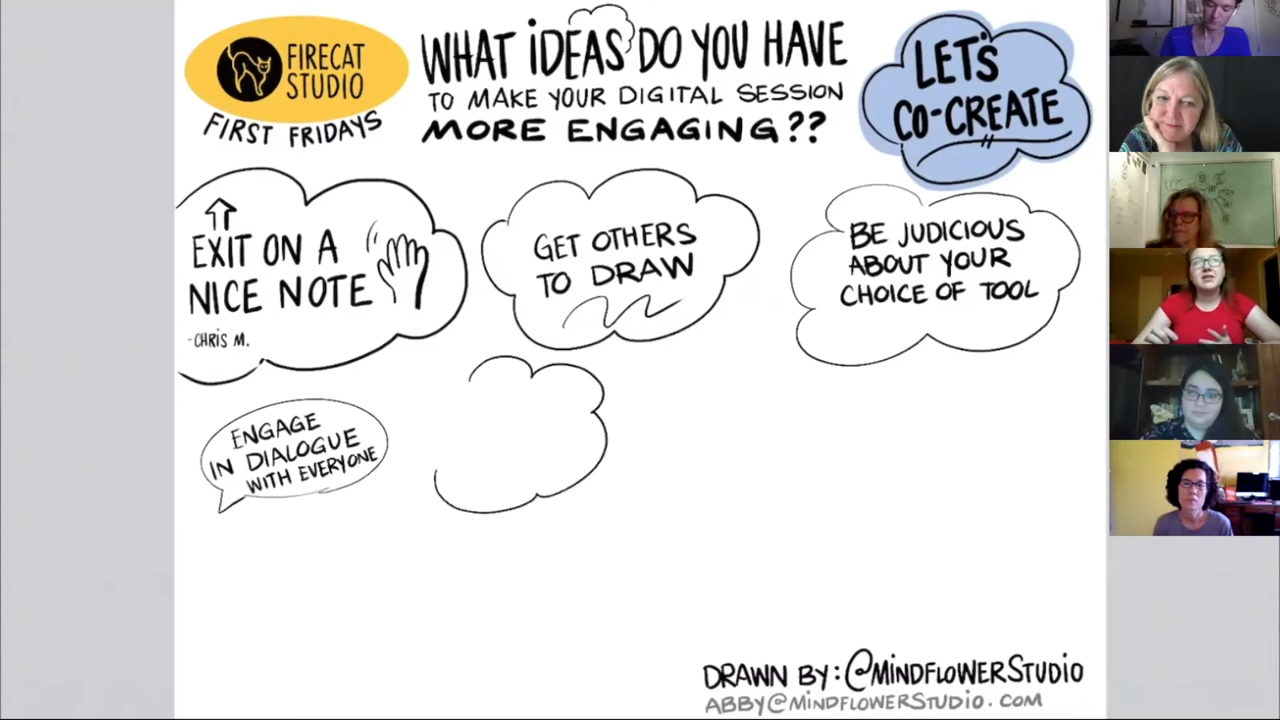 FIRECAT
STUDIO
FIRST FRIDAYS
WHAT iDEAS DO YOU HAVE
TO MAKE YOUR DIGITAL SESSION
MORE ENGAGING??
LET'S
CO-CREATE
EXIT ON A
NICE NOTE
-CHRIS M.
GET OTHERS
TO DRAW
BE JUDICIOUS
ABOUT YOUR
CHOICE OF TOOL
ENGAGE
IN DIALOGUE
WITH EVERYONE
DRAWN BY: @MINDFLOWERSTUDIO
ABBY@MINDFLOWERSTUDIO.COM